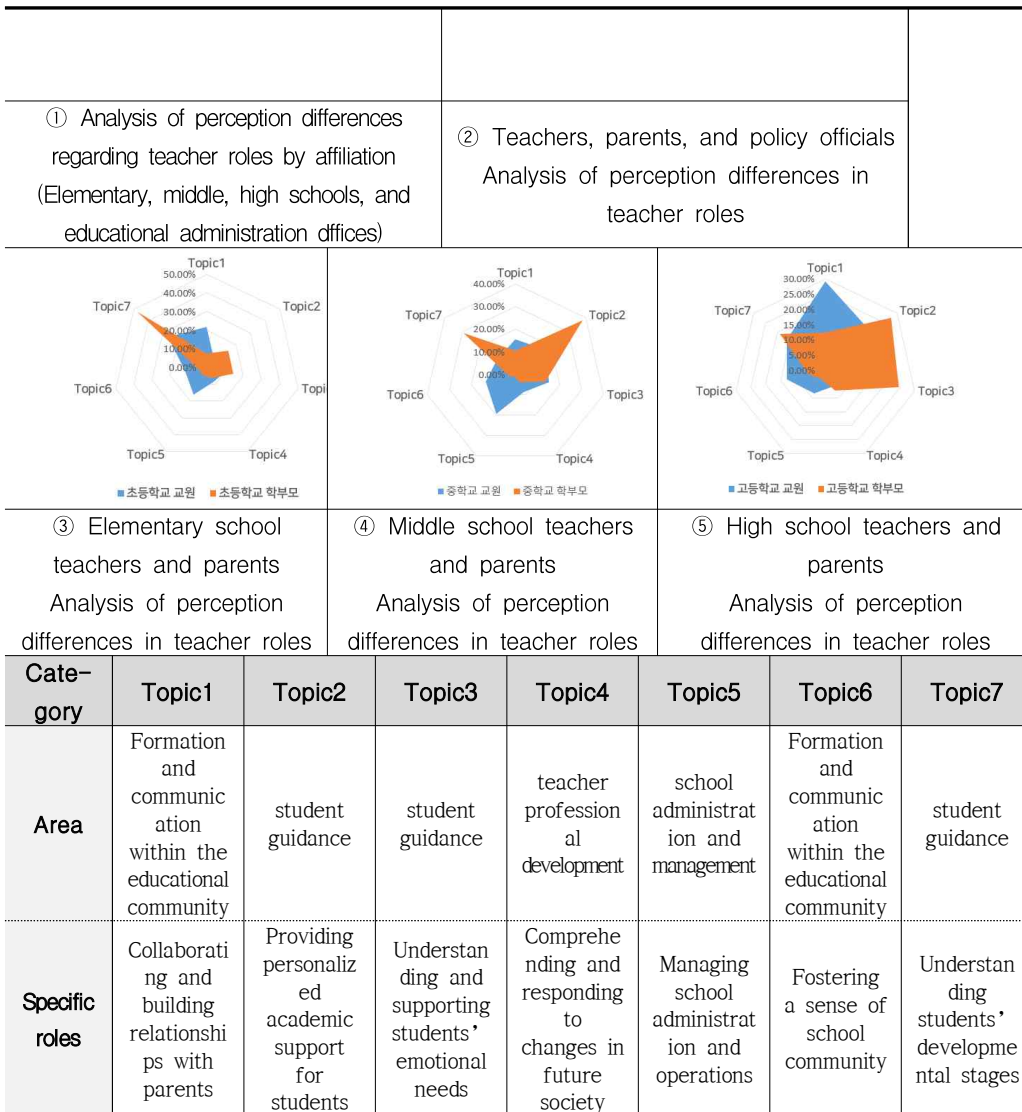 ① Analysis of perception differences
regarding teacher roles by affiliation
(Elementary, middle, high schools, and
educational administration dffices)
② Teachers, parents, and policy officials
Analysis of perception differences in
teacher roles
Topic1
50.00%
40.00%
30.00%
20.00%
10.00%
0.00%
Topic2
Topi
Topic4
Topic5
Topic6
Topic7
초등학교 교원 초등학교 학부모
Topic1
40.00%
30.00%
20.00%
10.00%
0.00%
Topic2
Topic3
Topic4
Topic5
Topic6
Topic7
중학교 교원 중학교 학부모
Topic1
30.00%
25.00%
20.00%
15.00%
10.00%
5.00%
0.00%
Topic2
Topic3
Topic4
Topic5
Topic6
Topic7
고등학교 교원 고등학교 학부모
③ Elementary school
teachers and parents
Analysis of perception
differences in teacher roles
④ Middle school teachers
and parents
Analysis of perception
differences in teacher roles
⑤ High school teachers and
parents
Analysis of perception
differences in teacher roles
Cate-
gory
Topic1
Topic2
Topic3
Topic4
Topic5
Topic6
Topic7
Area
Formation
and
communic
ation
within the
educational
community
student
guidance
student
guidance
teacher
profession
al
development
school
administrat
ion and
management
Formation
and
communic
ation
within the
educational
community
student
guidance
Specific
roles
Collaborati
ng and
building
relationshi
ps with
parents
Providing
personaliz
ed
academic
support
for
students
Understan
ding and
supporting
students'
emotional
needs
Comprehe
nding and
responding
to
changes in
future
society
Managing
school
administrat
ion and
operations
Fostering
a sense of
school
community
Understan
ding
students'
developme
ntal stages